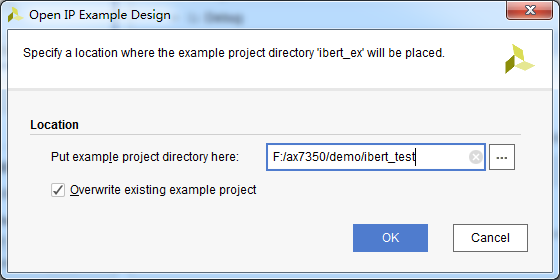 Open IP Example Design
Specify a location where the example project directory 'ibert_ex' will be placed.
Location
Put example project directory here: F:/ax7350/demo/ibert_test ...
Overwrite existing example project
OK Cancel